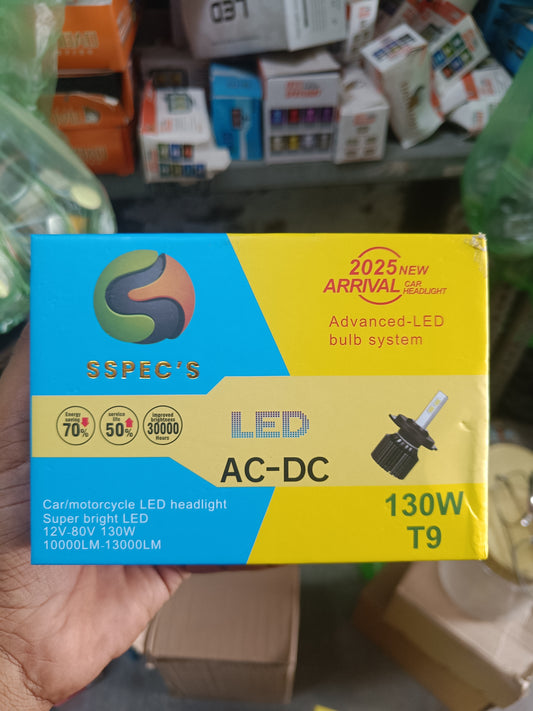 LED
SSPEC'S
2025 NEW
ARRIVAL CAR HEADLIGHT
Advanced-LED
bulb system
Energy saving 70%
service life 50%
improved brightness 30000 Hours
LED
AC-DC
Car/motorcycle LED headlight
Super bright LED
12V-80V 130W
10000LM-13000LM
130W
T9